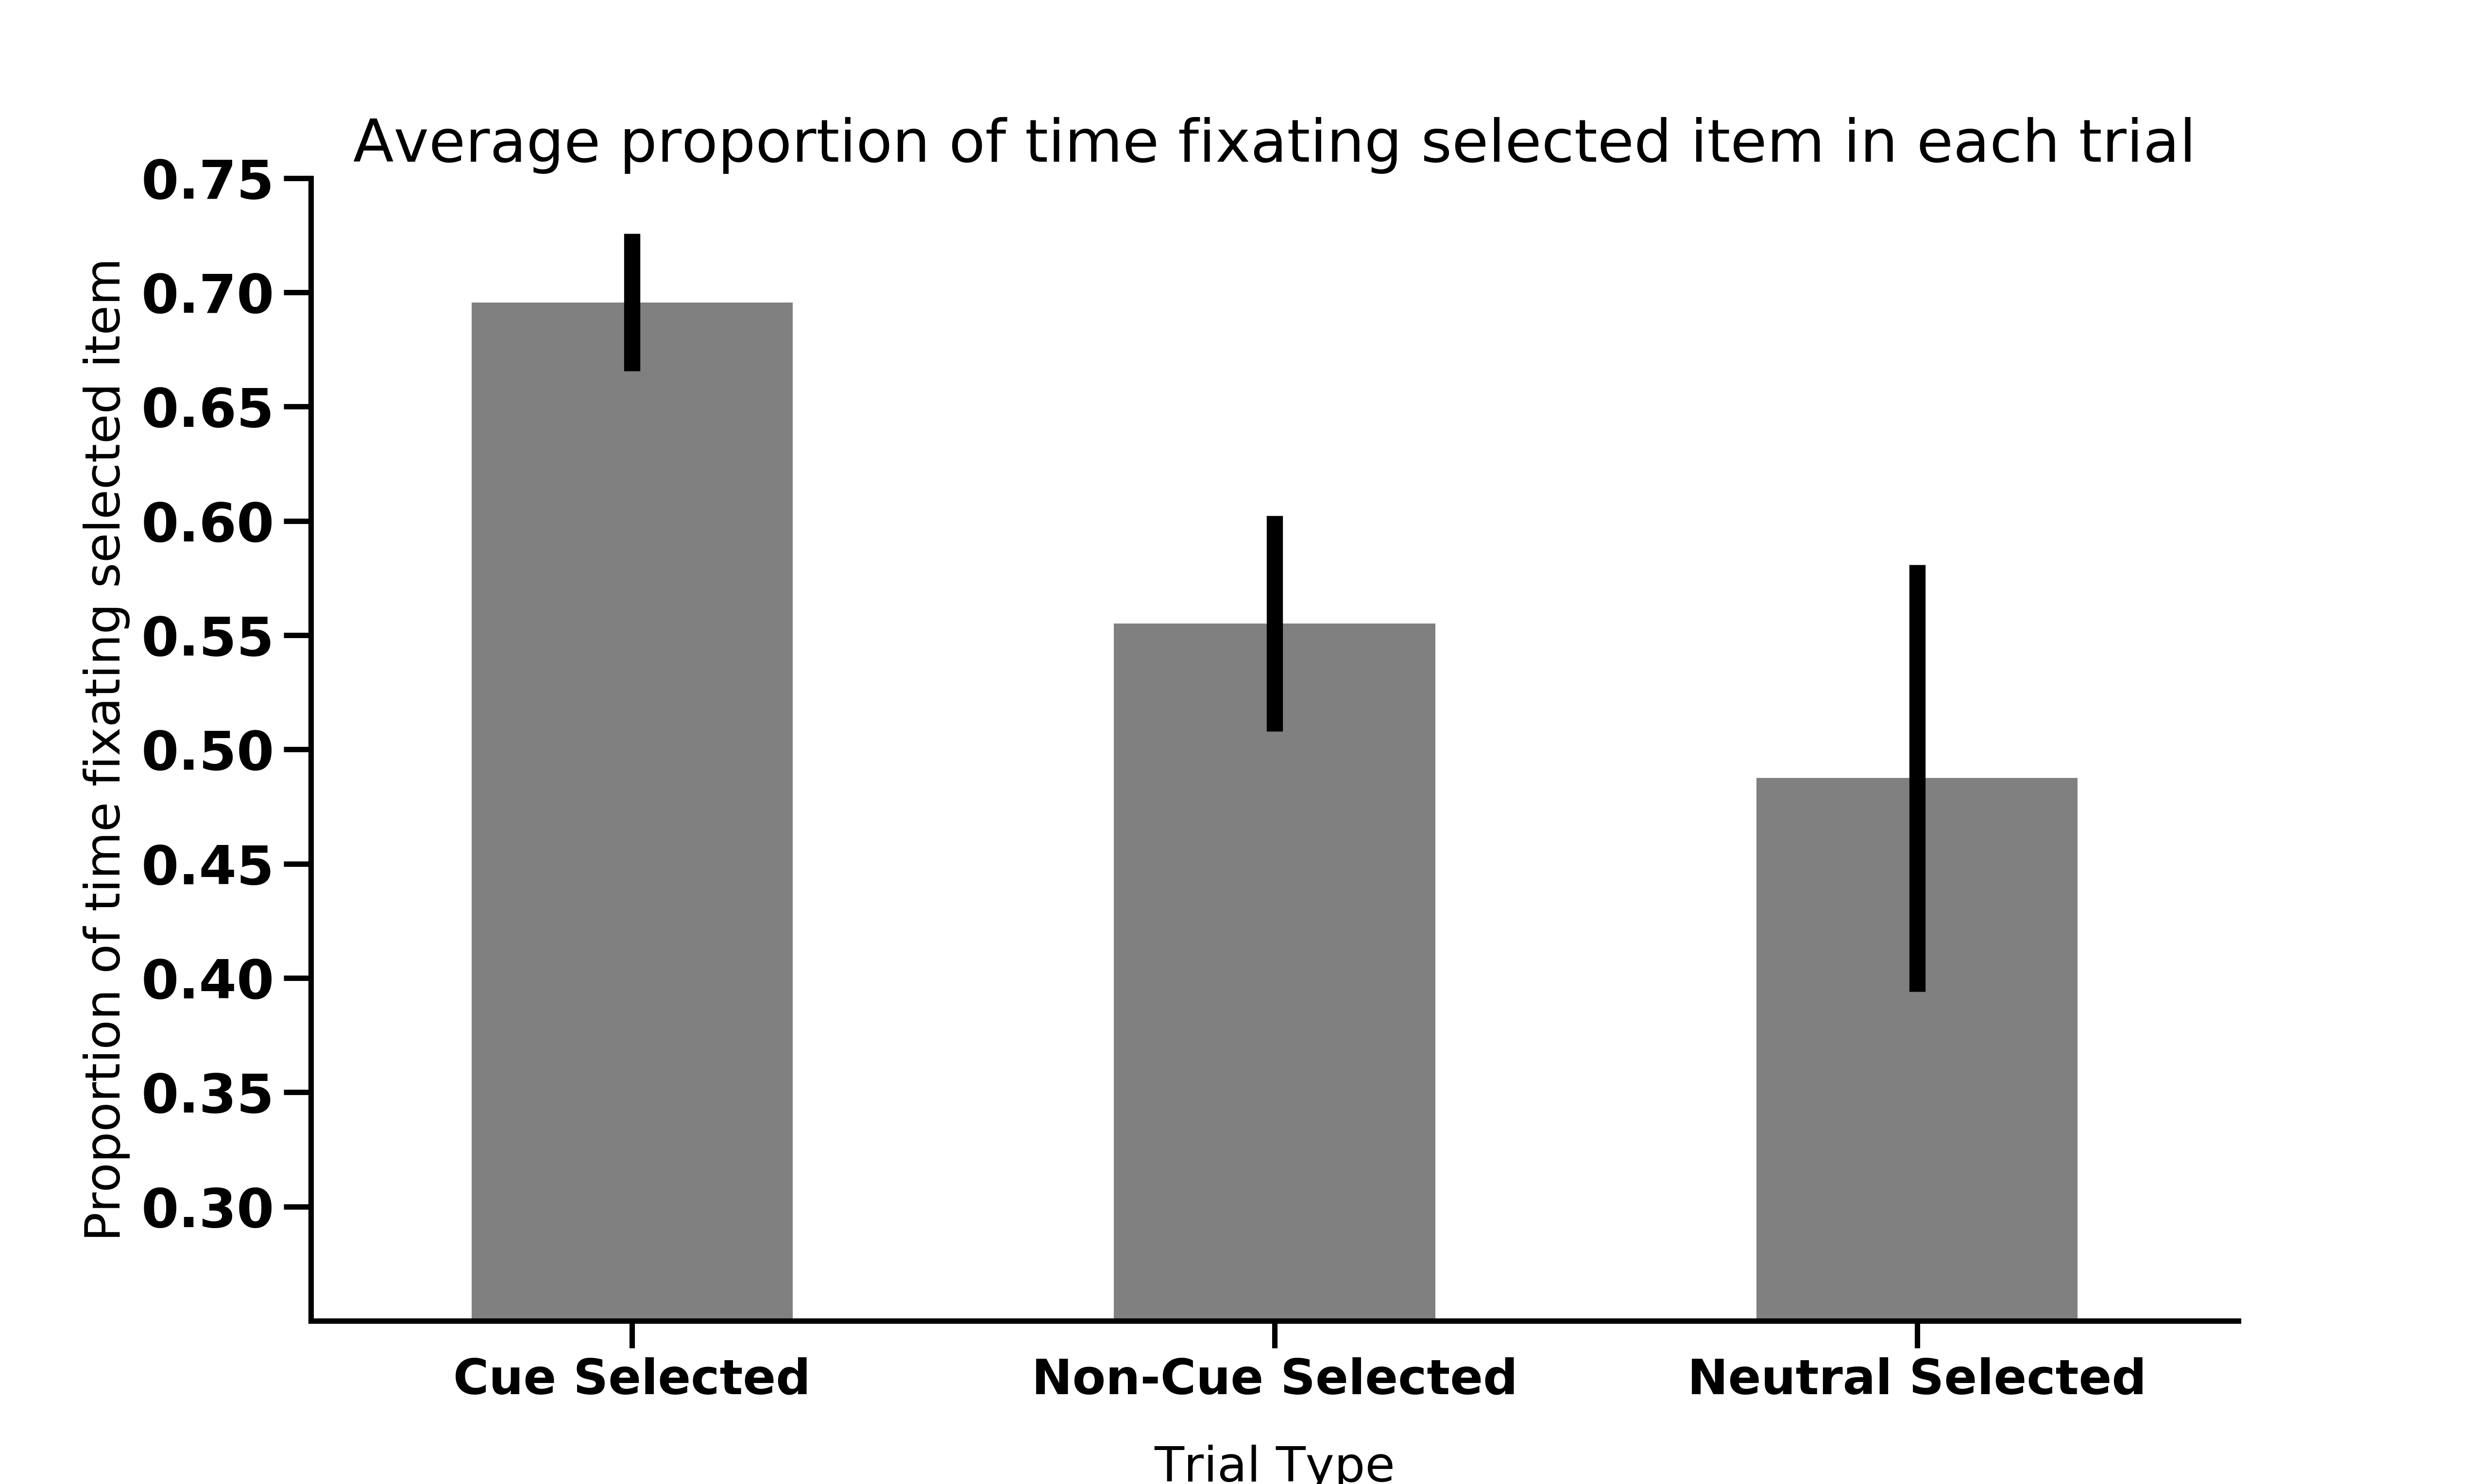 Average proportion of time fixating selected item in each trial
Proportion of time fixating selected item
0.75
0.70
0.65
0.60
0.55
0.50
0.45
0.40
0.35
0.30
Cue Selected Non-Cue Selected Neutral Selected
Trial Type